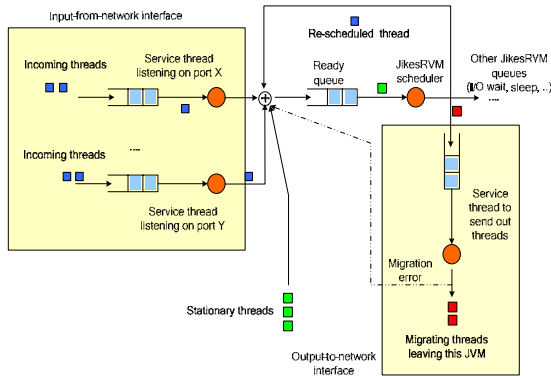 Input-from-network interface
Incoming threads
Service thread
listening on port X
Re-scheduled thread
Ready
queue
JikesRVM
scheduler
Other JikesRVM
queues
(I/O wait, sleep, ..)
....
....
Incoming threads
Service thread
listening on port Y
Service
thread to
send out
threads
Migration
error
Stationary threads
Migrating threads
leaving this JVM
Output-to-network
interface